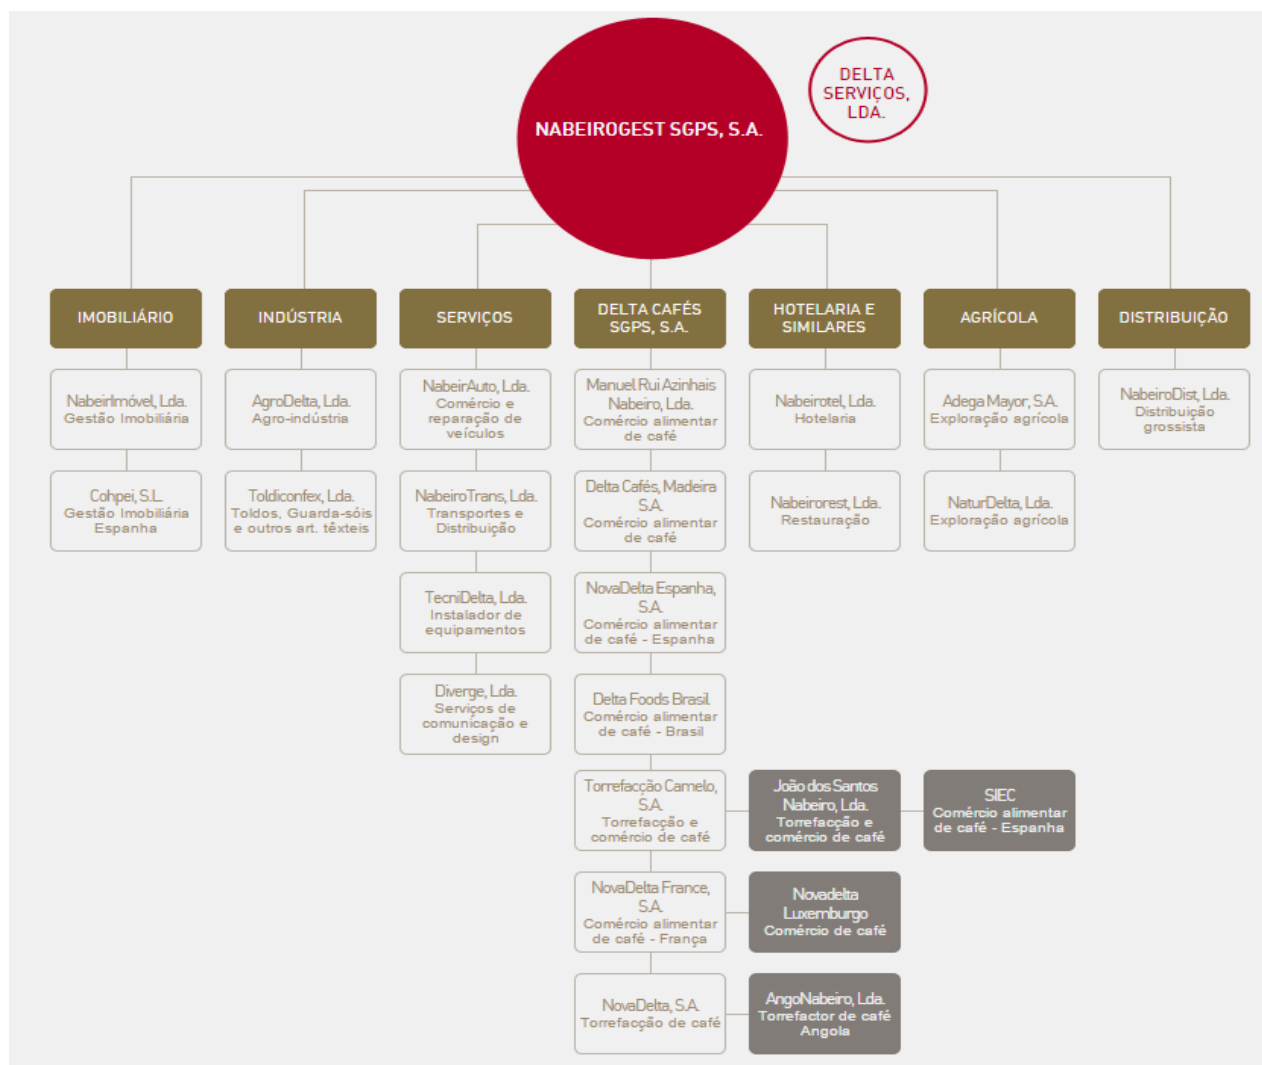 NABEIROGEST SGPS, S.A.
DELTA
SERVIÇOS,
LDA.
IMOBILIÁRIO
INDÚSTRIA
SERVIÇOS
DELTA CAFÉS
SGPS, S.A.
HOTELARIA E
SIMILARES
AGRÍCOLA
DISTRIBUIÇÃO
NabeirImóvel, Lda.
Gestão Imobiliária
AgroDelta, Lda.
Agro-indústria
NabeirAuto, Lda.
Comércio e
reparação de
veículos
Manuel Rui Azinhais
Nabeiro, Lda.
Comércio alimentar
de café
Nabeirotel, Lda.
Hotelaria
Adega Mayor, S.A.
Exploração agrícola
NabeiroDist, Lda.
Distribuição
grossista
Cohpei, S.L.
Gestão Imobiliária
Espanha
Toldiconfex, Lda.
Toldos, Guarda-sóis
e outros art. têxteis
NabeiroTrans, Lda.
Transportes e
Distribuição
Delta Cafés, Madeira
S.A.
Comércio alimentar
de café
Nabeirorest, Lda.
Restauração
NaturDelta, Lda.
Exploração agrícola
TecniDelta, Lda.
Instalador de
equipamentos
NovaDelta Espanha,
S.A.
Comércio alimentar
de café - Espanha
Diverge, Lda.
Serviços de
comunicação e
design
Delta Foods Brasil
Comércio alimentar
de café - Brasil
Torrefacção Camelo,
S.A.
Torrefacção e
comércio de café
João dos Santos
Nabeiro, Lda.
Torrefacção e
comércio de café
SIEC
Comércio alimentar
de café - Espanha
NovaDelta France,
S.A.
Comércio alimentar
de café - França
Novadelta
Luxemburgo
Comércio de café
NovaDelta, S.A.
Torrefacção de café
AngoNabeiro, Lda.
Torrefactor de café
Angola